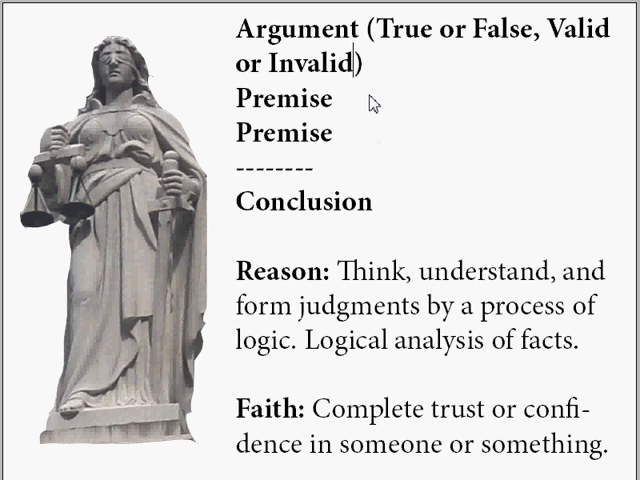 Argument (True or False, Valid
or Invalid)
Premise
Premise
--------
Conclusion
Reason: Think, understand, and
form judgments by a process of
logic. Logical analysis of facts.
Faith: Complete trust or confi-
dence in someone or something.